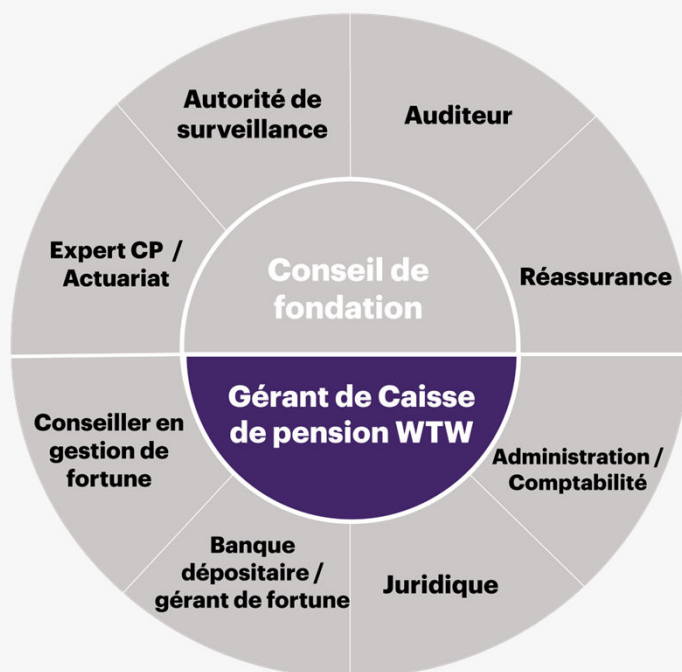 Autorité de
surveillance
Auditeur
Expert CP /
Actuariat
Conseil de
fondation
Réassurance
Gérant de Caisse
de pension WTW
Conseiller en
gestion de
fortune
Administration /
Comptabilité
Banque
dépositaire /
gérant de fortune
Juridique